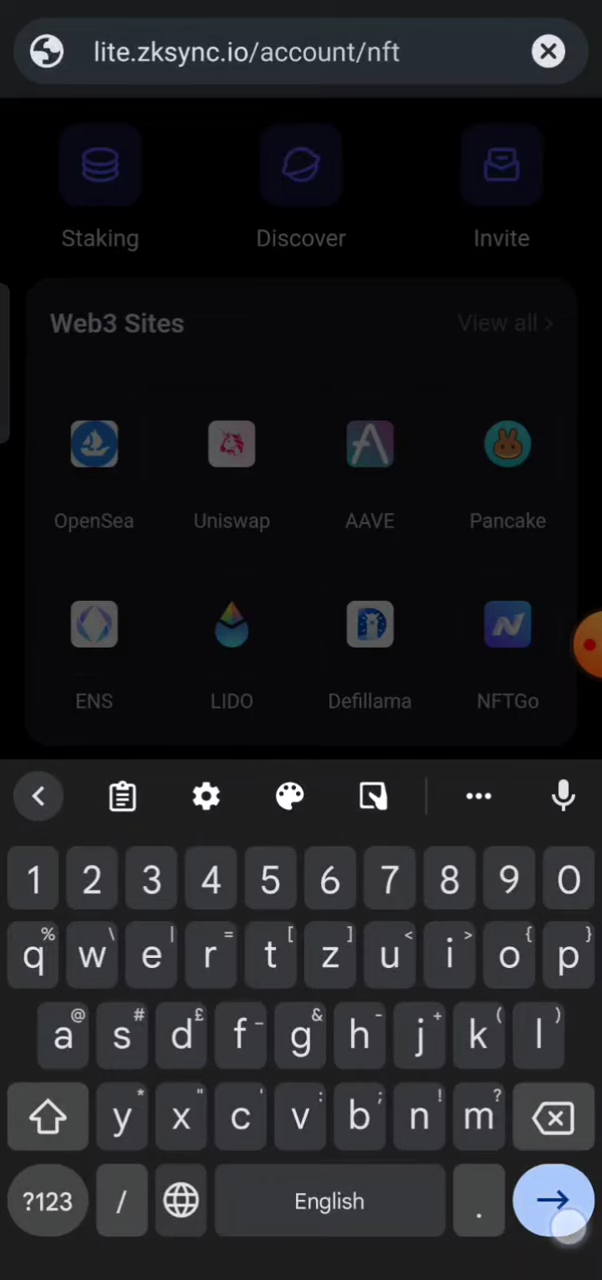 lite.zksync.io/account/nft
Staking Discover Invite
Web3 Sites View all >
OpenSea Uniswap AAVE Pancake
ENS LIDO Defillama NFTGo
1 2 3 4 5 6 7 8 9 0
% \ | = [ ] < > { }
q w e r t z u i o p
@ # £ _ & - + ( )
a s d f g h j k l
* " ' : ; ! ?
y x c v b n m
?123 / English .